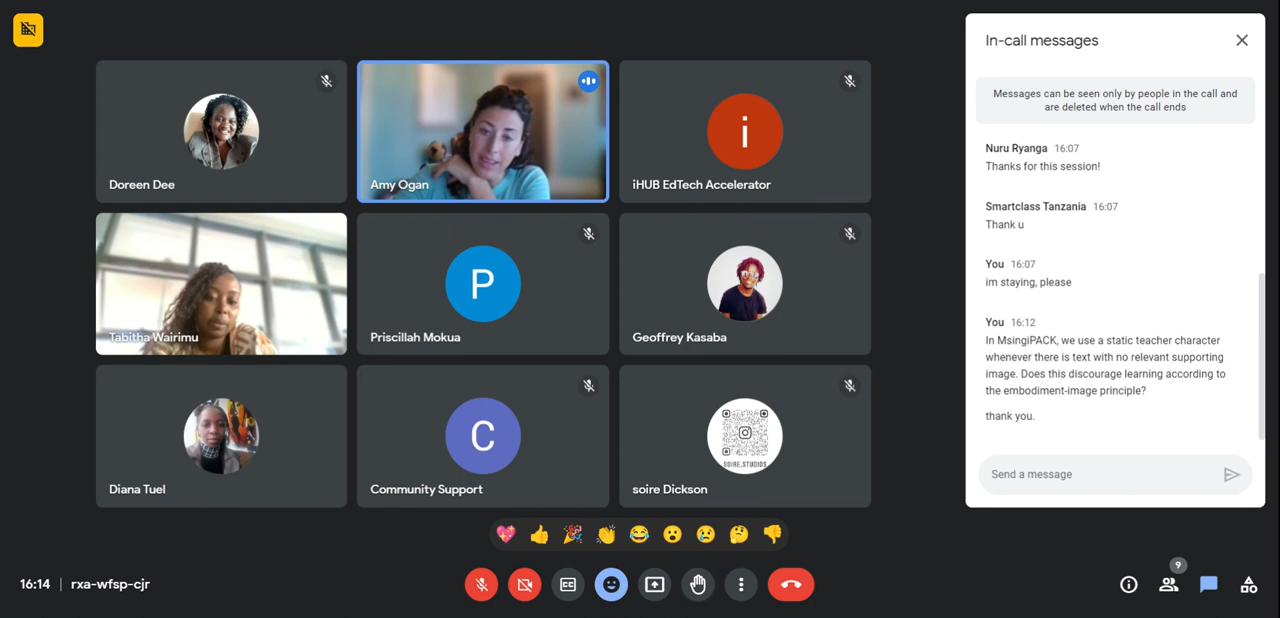 Doreen Dee
Amy Ogan
i
iHUB EdTech Accelerator
Tabitha Wairimu
P
Priscillah Mokua
Geoffrey Kasaba
Diana Tuel
C
Community Support
SOIRE.STUDIOS
soire Dickson
In-call messages
Messages can be seen only by people in the call and
are deleted when the call ends
Nuru Ryanga 16:07
Thanks for this session!
Smartclass Tanzania 16:07
Thank u
You 16:07
im staying, please
You 16:12
In MsingiPACK, we use a static teacher character
whenever there is text with no relevant supporting
image. Does this discourage learning according to
the embodiment-image principle?
thank you.
Send a message
16:14 | rxa-wfsp-cjr
CC
9